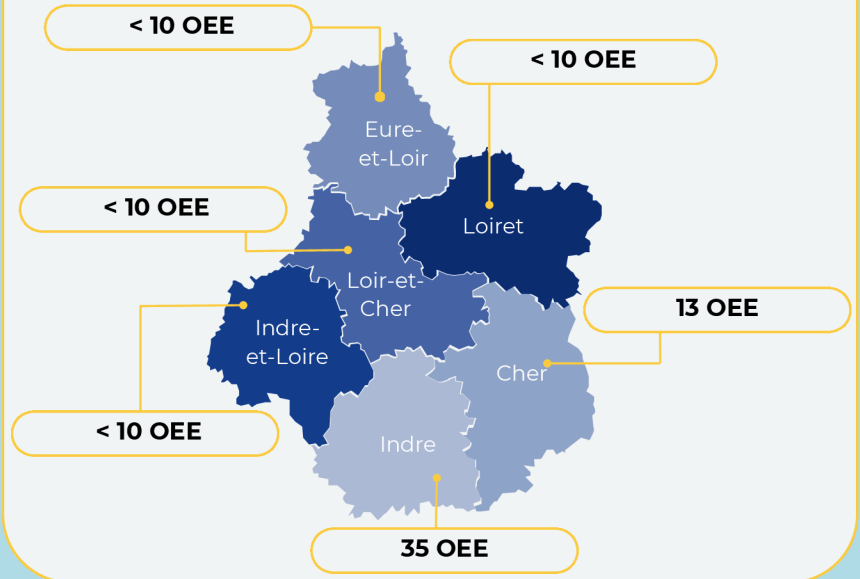 < 10 OEE
< 10 OEE
Eure-
et-Loir
< 10 OEE
Loiret
Loir-et-
Cher
13 OEE
Indre-
et-Loire
Cher
< 10 OEE
Indre
35 OEE